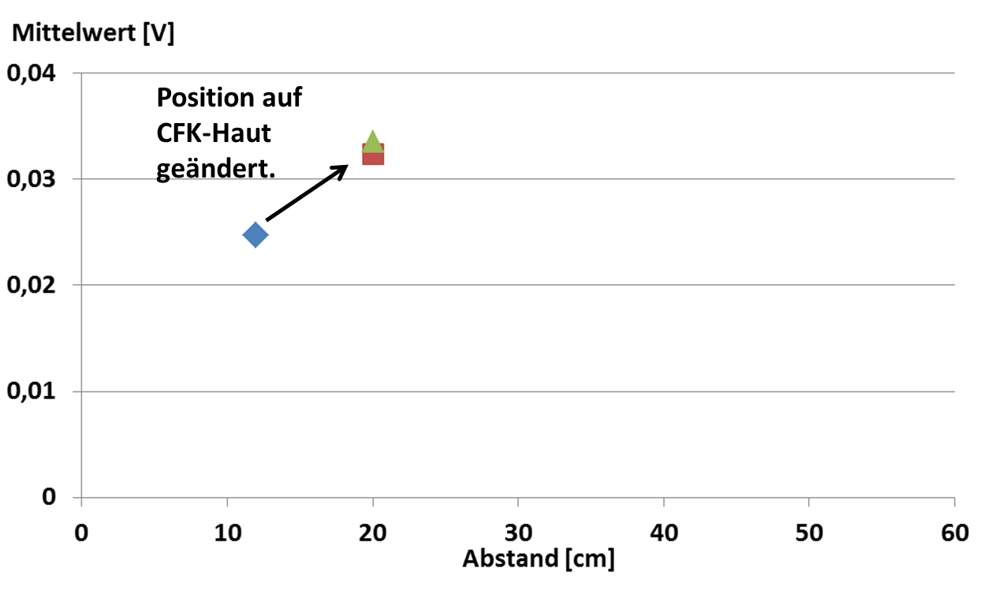 Mittelwert [V]
0,04
Position auf
CFK-Haut
geändert.
0,03
0,02
0,01
0
0 10 20 30 40 50 60
Abstand [cm]